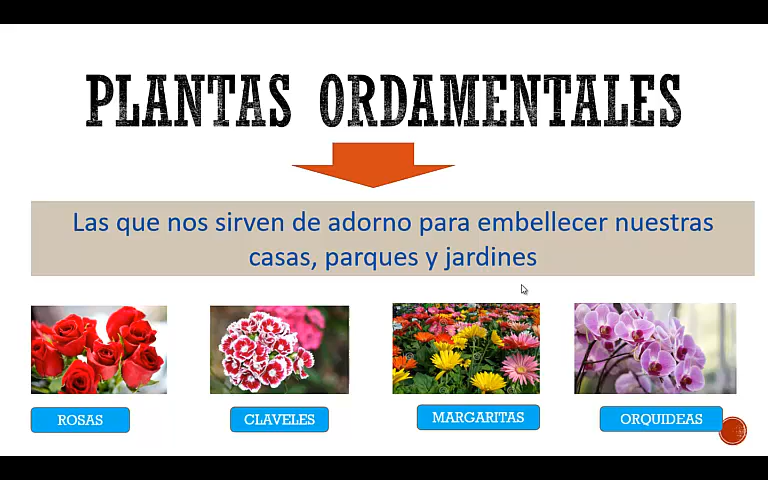 PLANTAS ORDAMENTALES
Las que nos sirven de adorno para embellecer nuestras
casas, parques y jardines
ROSAS
CLAVELES
MARGARITAS
ORQUIDEAS